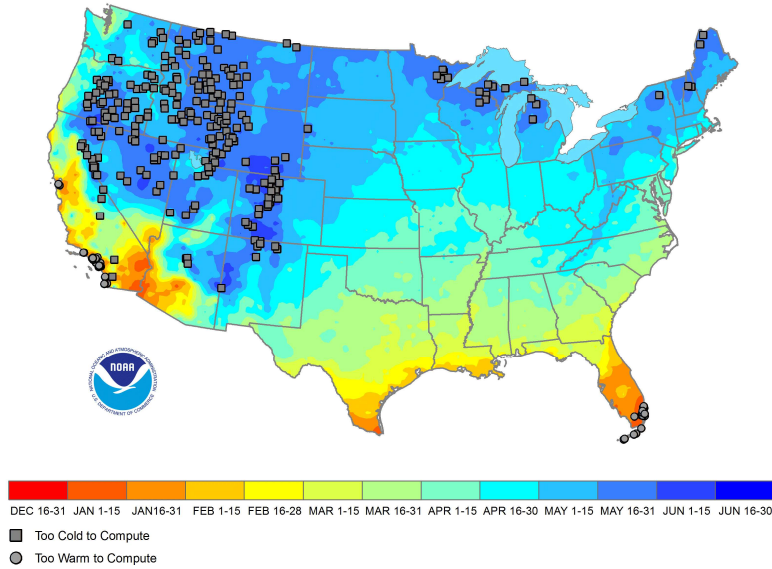 NATIONAL OCEANIC AND ATMOSPHERIC ADMINISTRATION
NOAA
U.S. DEPARTMENT OF COMMERCE
DEC 16-31 JAN 1-15 JAN16-31 FEB 1-15 FEB 16-28 MAR 1-15 MAR 16-31 APR 1-15 APR 16-30 MAY 1-15 MAY 16-31 JUN 1-15 JUN 16-30
Too Cold to Compute
Too Warm to Compute